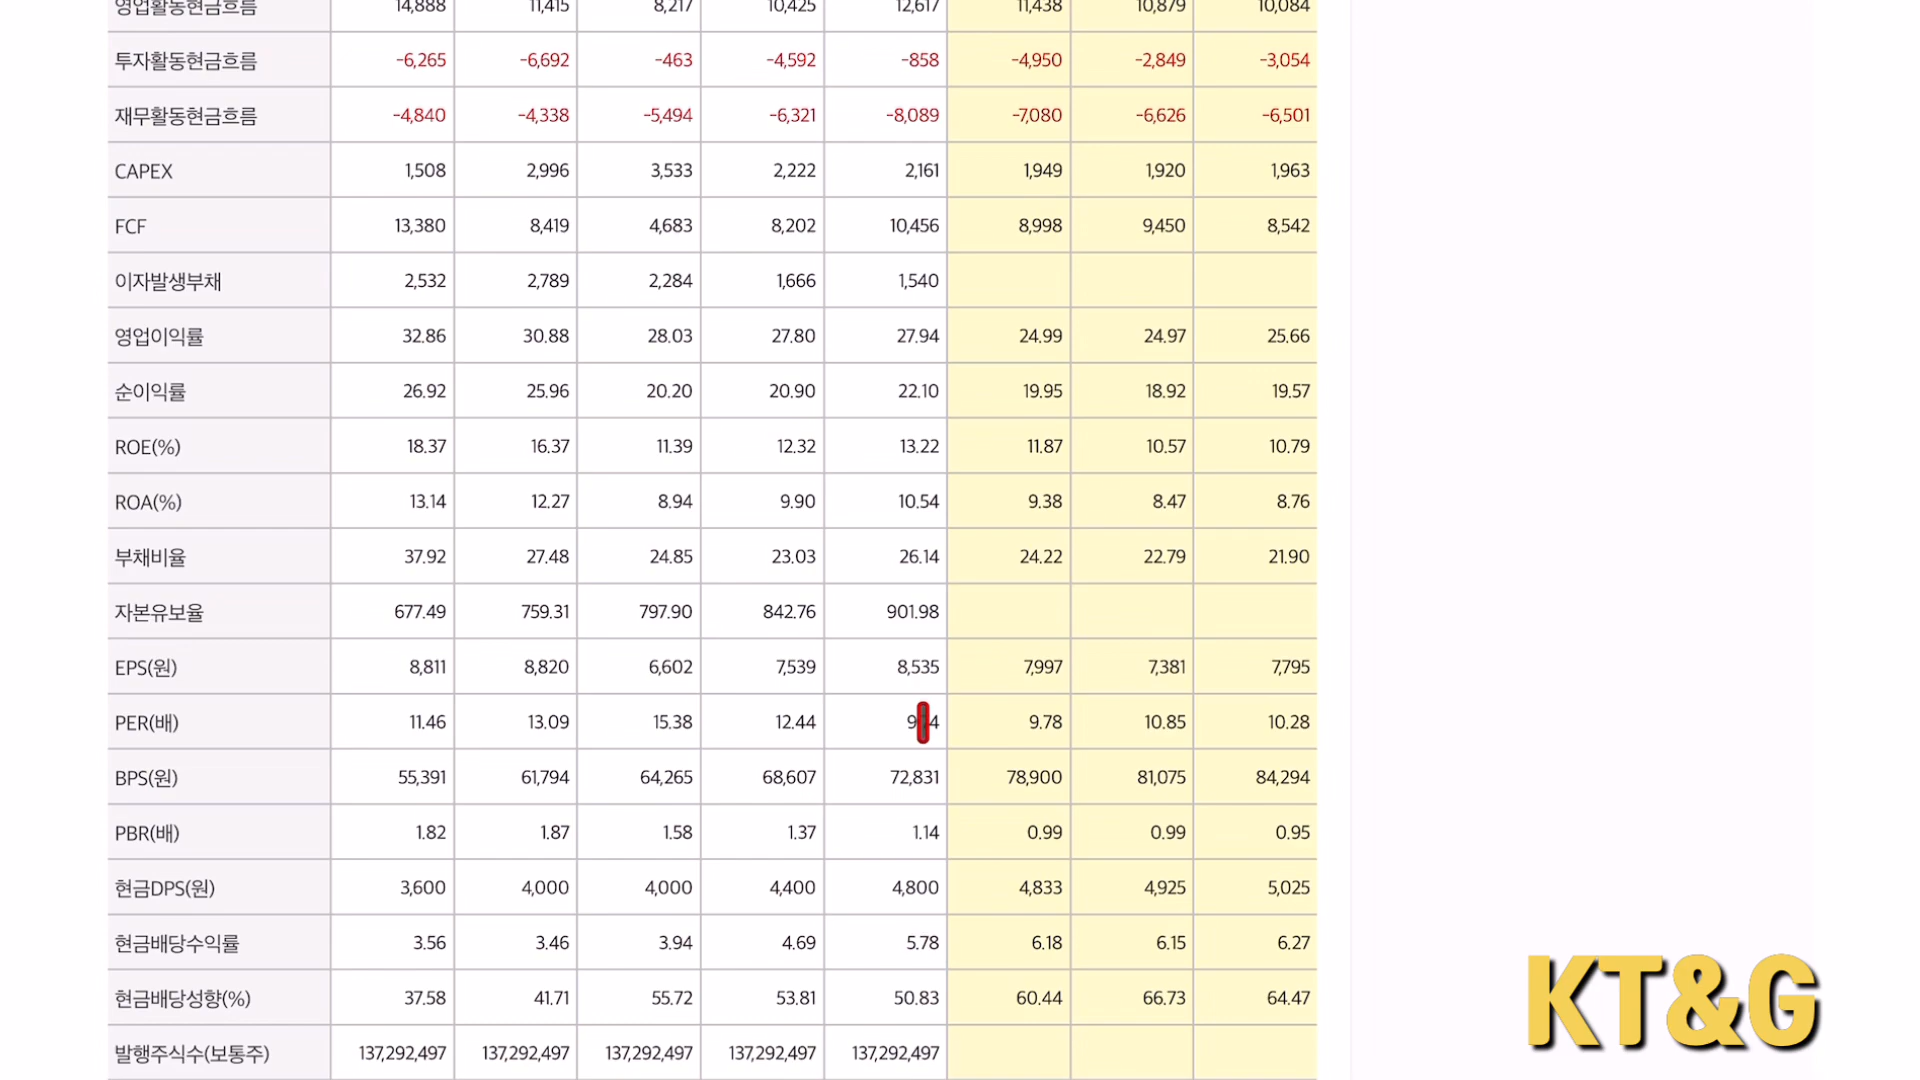 영업활동현금흐름 14,888 11,415 8,217 10,425 12,617 11,438 10,879 10,084
투자활동현금흐름 -6,265 -6,692 -463 -4,592 -858 -4,950 -2,849 -3,054
재무활동현금흐름 -4,840 -4,338 -5,494 -6,321 -8,089 -7,080 -6,626 -6,501
CAPEX 1,508 2,996 3,533 2,222 2,161 1,949 1,920 1,963
FCF 13,380 8,419 4,683 8,202 10,456 8,998 9,450 8,542
이자발생부채 2,532 2,789 2,284 1,666 1,540
영업이익률 32.86 30.88 28.03 27.80 27.94 24.99 24.97 25.66
순이익률 26.92 25.96 20.20 20.90 22.10 19.95 18.92 19.57
ROE(%) 18.37 16.37 11.39 12.32 13.22 11.87 10.57 10.79
ROA(%) 13.14 12.27 8.94 9.90 10.54 9.38 8.47 8.76
부채비율 37.92 27.48 24.85 23.03 26.14 24.22 22.79 21.90
자본유보율 677.49 759.31 797.90 842.76 901.98
EPS(원) 8,811 8,820 6,602 7,539 8,535 7,997 7,381 7,795
PER(배) 11.46 13.09 15.38 12.44 9.78 10.85 10.28
BPS(원) 55,391 61,794 64,265 68,607 72,831 78,900 81,075 84,294
PBR(배) 1.82 1.87 1.58 1.37 1.14 0.99 0.99 0.95
현금DPS(원) 3,600 4,000 4,000 4,400 4,800 4,833 4,925 5,025
현금배당수익률 3.56 3.46 3.94 4.69 5.78 6.18 6.15 6.27
현금배당성향(%) 37.58 41.71 55.72 53.81 50.83 60.44 66.73 64.47
발행주식수(보통주) 137,292,497 137,292,497 137,292,497 137,292,497 137,292,497
KT&G